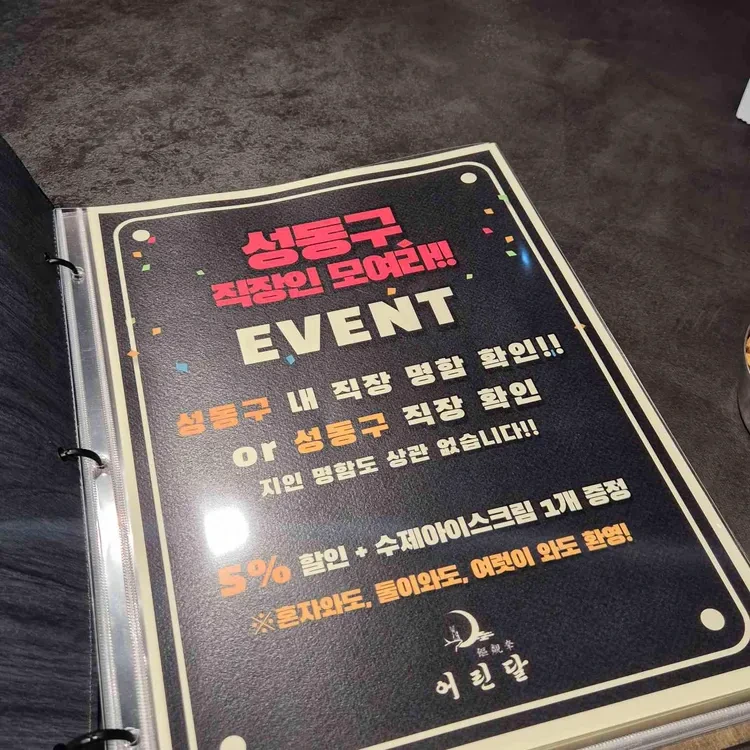 성동구
직장인 모여라!!
EVENT
성동구 내 직장 명함 확인!!
or 성동구 직장 확인
지인 명함도 상관 없습니다!!
5% 할인 + 수제아이스크림 1개 증정
※혼자와도, 둘이와도, 여럿이 와도 환영!
어린달